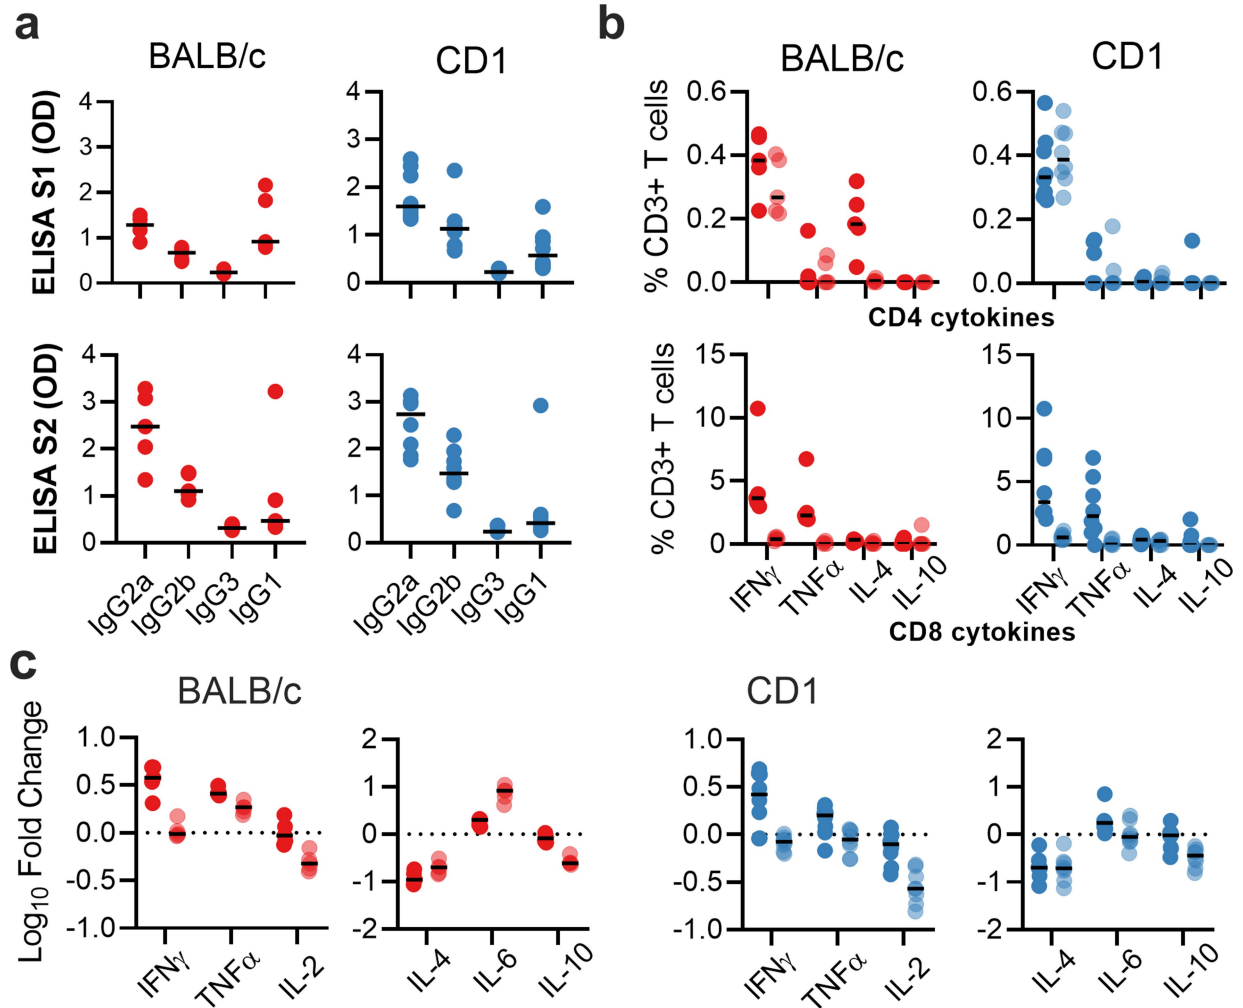 a
b
BALB/c
CD1
BALB/c
CD1
ELISA S1 (OD)
4
3
2
1
0
4
3
2
1
0
% CD3+ T cells
0.6
0.4
0.2
0.0
0.6
0.4
0.2
0.0
CD4 cytokines
ELISA S2 (OD)
4
3
2
1
0
4
3
2
1
0
% CD3+ T cells
15
10
5
0
15
10
5
0
IgG2a
IgG2b
IgG3
IgG1
IgG2a
IgG2b
IgG3
IgG1
IFNγ
TNFα
IL-4
IL-10
IFNγ
TNFα
IL-4
IL-10
CD8 cytokines
c
BALB/c
CD1
Log10 Fold Change
1.0
0.5
0.0
-0.5
-1.0
2
1
0
-1
-2
1.0
0.5
0.0
-0.5
-1.0
2
1
0
-1
-2
IFNγ
TNFα
IL-2
IL-4
IL-6
IL-10
IFNγ
TNFα
IL-2
IL-4
IL-6
IL-10